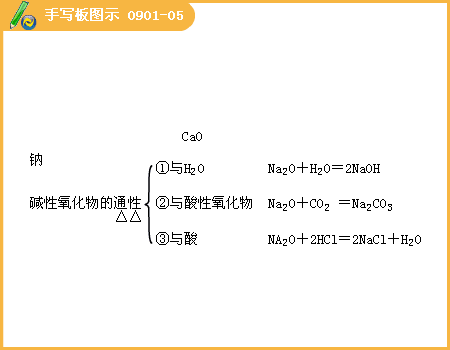 手写板图示 0901-05
CaO
钠
①与H₂O Na₂O+H₂O=2NaOH
碱性氧化物的通性 ②与酸性氧化物 Na₂O+CO₂ =Na₂CO₃
△△
③与酸 NA₂O+2HCl=2NaCl+H₂O